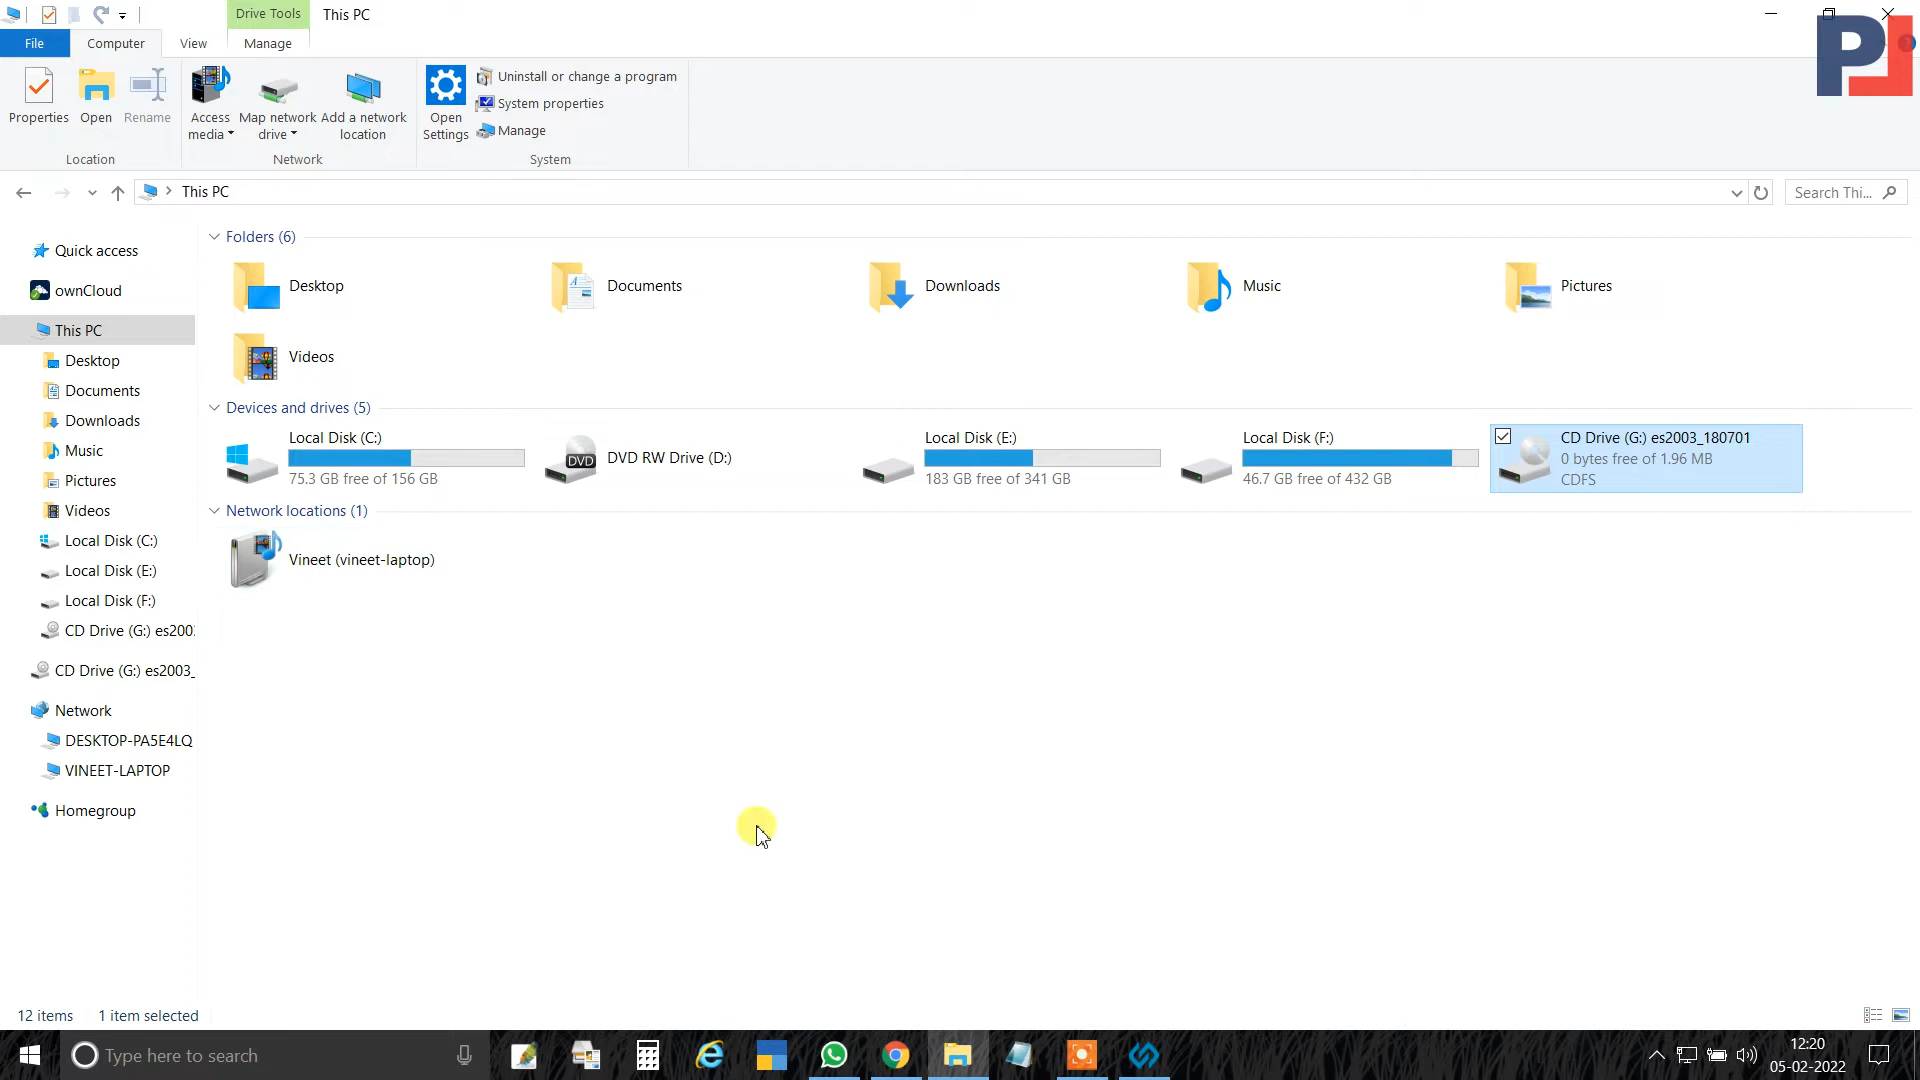 Drive Tools
This PC
File
Computer
View
Manage
Properties
Open
Rename
Access media
Map network drive
Add a network location
Open Settings
Uninstall or change a program
System properties
Manage
Location
Network
System
This PC
Search Thi...
Quick access
ownCloud
This PC
Desktop
Documents
Downloads
Music
Pictures
Videos
Local Disk (C:)
Local Disk (E:)
Local Disk (F:)
CD Drive (G:) es200
CD Drive (G:) es2003_
Network
DESKTOP-PA5E4LQ
VINEET-LAPTOP
Homegroup
Folders (6)
Desktop
Documents
Downloads
Music
Pictures
Videos
Devices and drives (5)
Local Disk (C:)
75.3 GB free of 156 GB
DVD
DVD RW Drive (D:)
Local Disk (E:)
183 GB free of 341 GB
Local Disk (F:)
46.7 GB free of 432 GB
CD Drive (G:) es2003_180701
0 bytes free of 1.96 MB
CDFS
Network locations (1)
Vineet (vineet-laptop)
12 items
1 item selected
Type here to search
12:20
05-02-2022